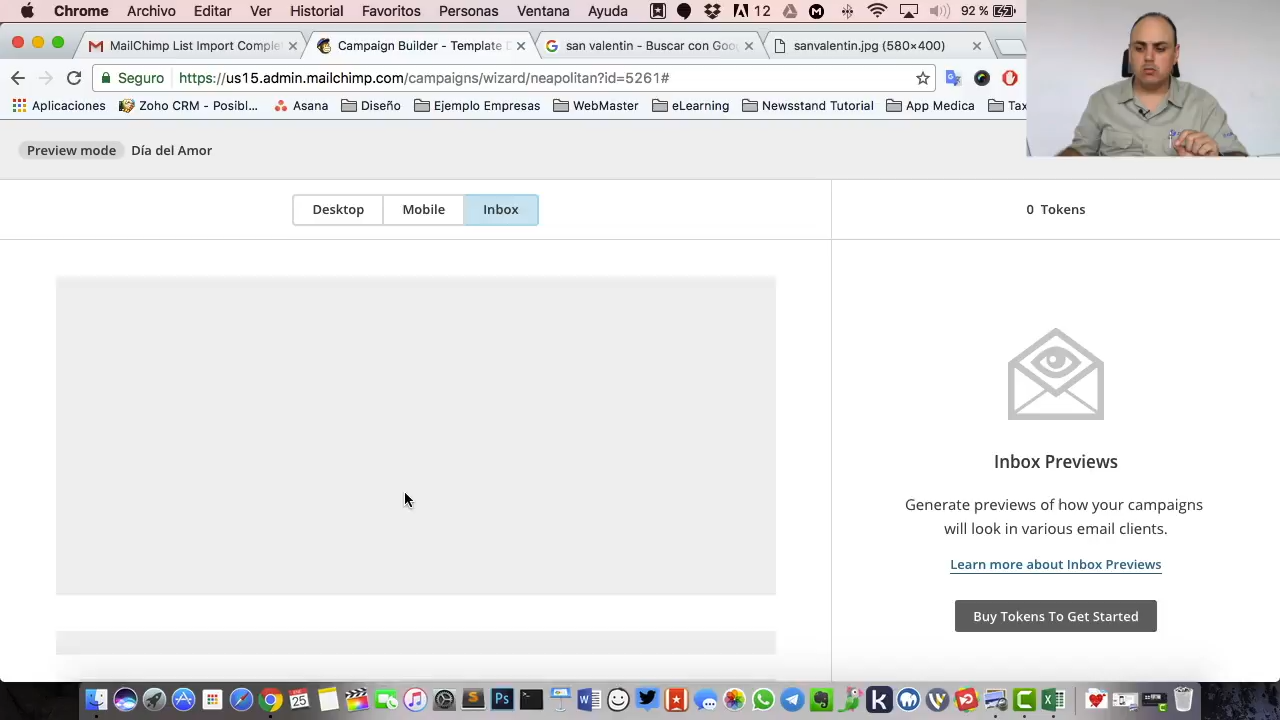 Chrome Archivo Editar Ver Historial Favoritos Personas Ventana Ayuda 12 92 %
MailChimp List Import Comple
Campaign Builder - Template D
san valentin - Buscar con Goo
sanvalentin.jpg (580×400)
Seguro https://us15.admin.mailchimp.com/campaigns/wizard/neapolitan?id=5261#
Aplicaciones Zoho CRM - Posibl... Asana Diseño Ejemplo Empresas WebMaster eLearning Newsstand Tutorial App Medica Tax
Preview mode Día del Amor
Desktop Mobile Inbox
0 Tokens
Inbox Previews
Generate previews of how your campaigns
will look in various email clients.
Learn more about Inbox Previews
Buy Tokens To Get Started